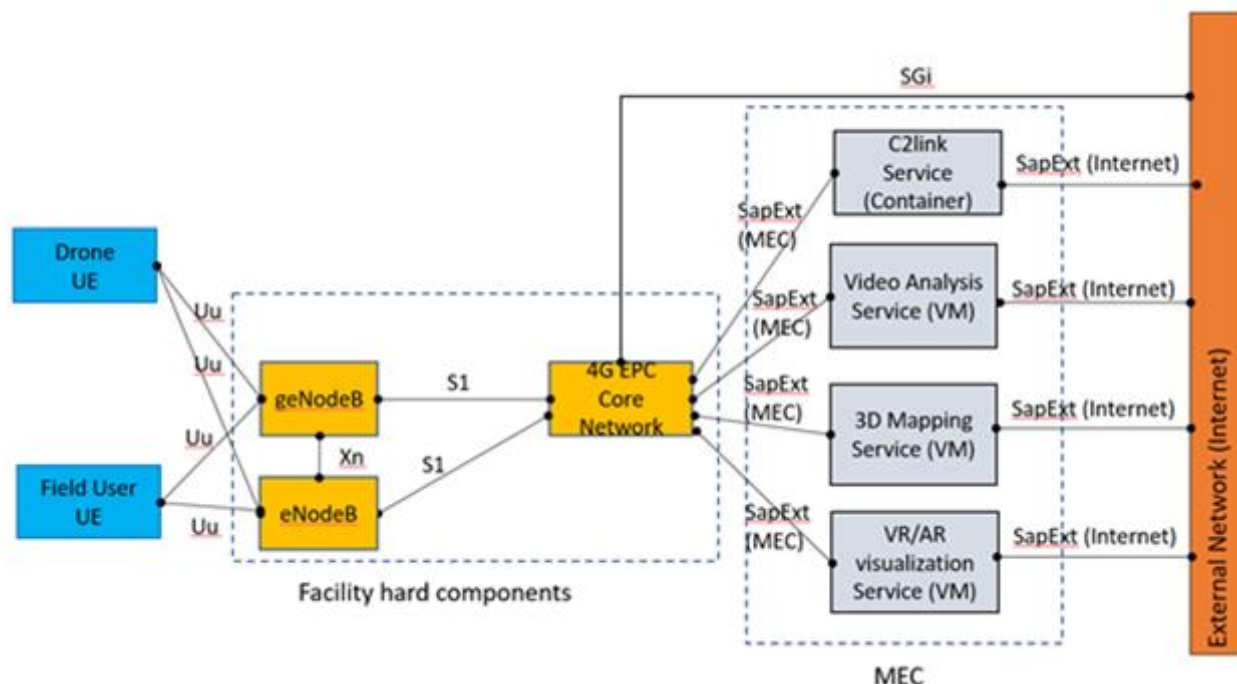 SGi
C2link
Service
(Container)
SapExt (Internet)
SapExt
(MEC)
Drone
UE
Video Analysis
Service (VM)
SapExt (Internet)
SapExt
(MEC)
Uu
Uu
geNodeB
S1
4G EPC
Core
Network
SapExt
(MEC)
3D Mapping
Service (VM)
SapExt (Internet)
Uu
Xn
S1
Field User
UE
eNodeB
Uu
SapExt
(MEC)
VR/AR
visualization
Service (VM)
SapExt (Internet)
Facility hard components
MEC
External Network (Internet)